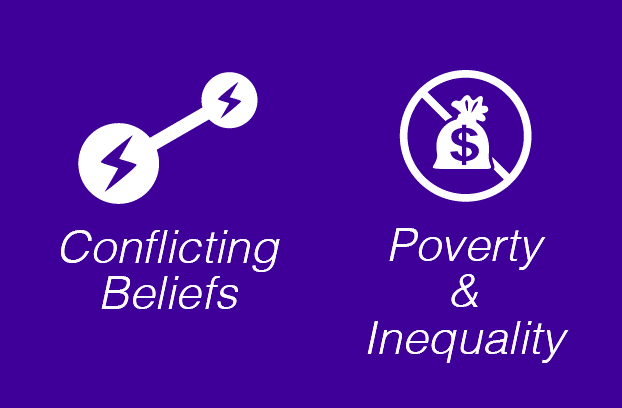 $
Conflicting
Beliefs
Poverty
&
Inequality